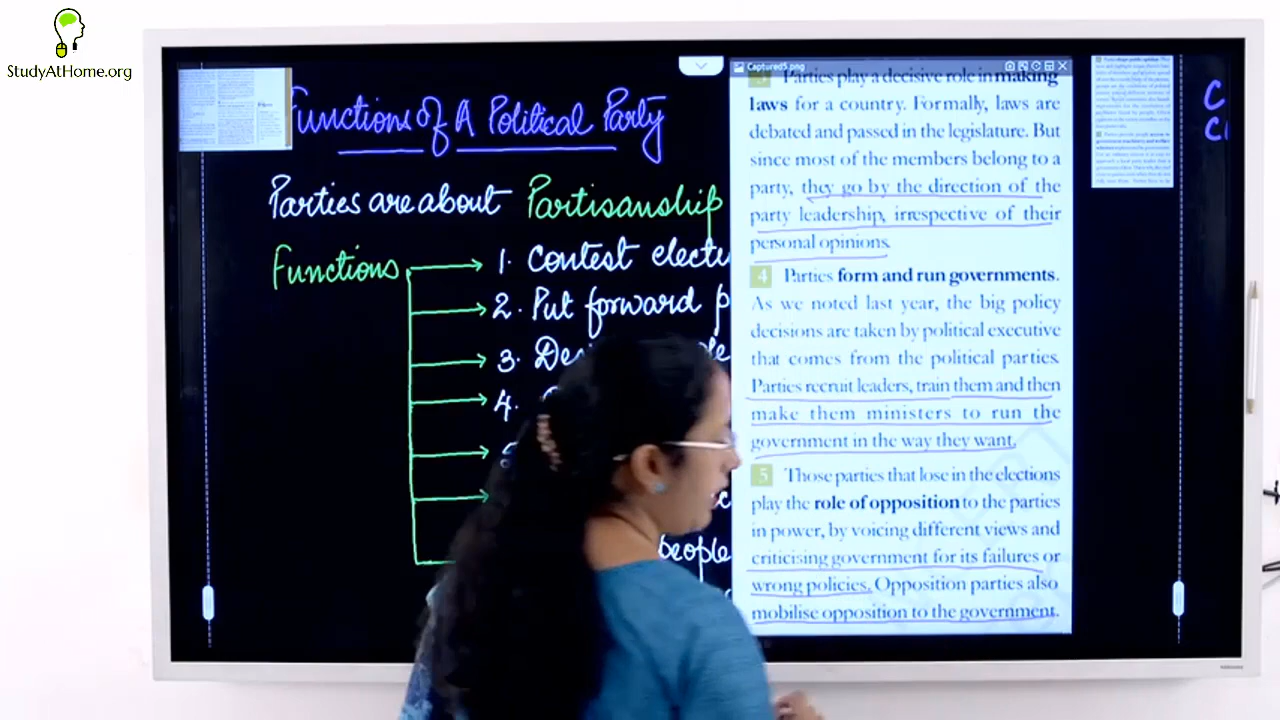 StudyAtHome.org
Functions Of A Political Party
Parties are about Partisanship
Functions
1. Contest
2. Put forward
3.
4.
people
Captured5.png
Parties play a decisive role in making
laws for a country. Formally, laws are
debated and passed in the legislature. But
since most of the members belong to a
party, they go by the direction of the
party leadership, irrespective of their
personal opinions.
4 Parties form and run governments.
As we noted last year, the big policy
decisions are taken by political executive
that comes from the political parties.
Parties recruit leaders, train them and then
make them ministers to run the
government in the way they want.
5 Those parties that lose in the elections
play the role of opposition to the parties
in power, by voicing different views and
criticising government for its failures or
wrong policies. Opposition parties also
mobilise opposition to the government.